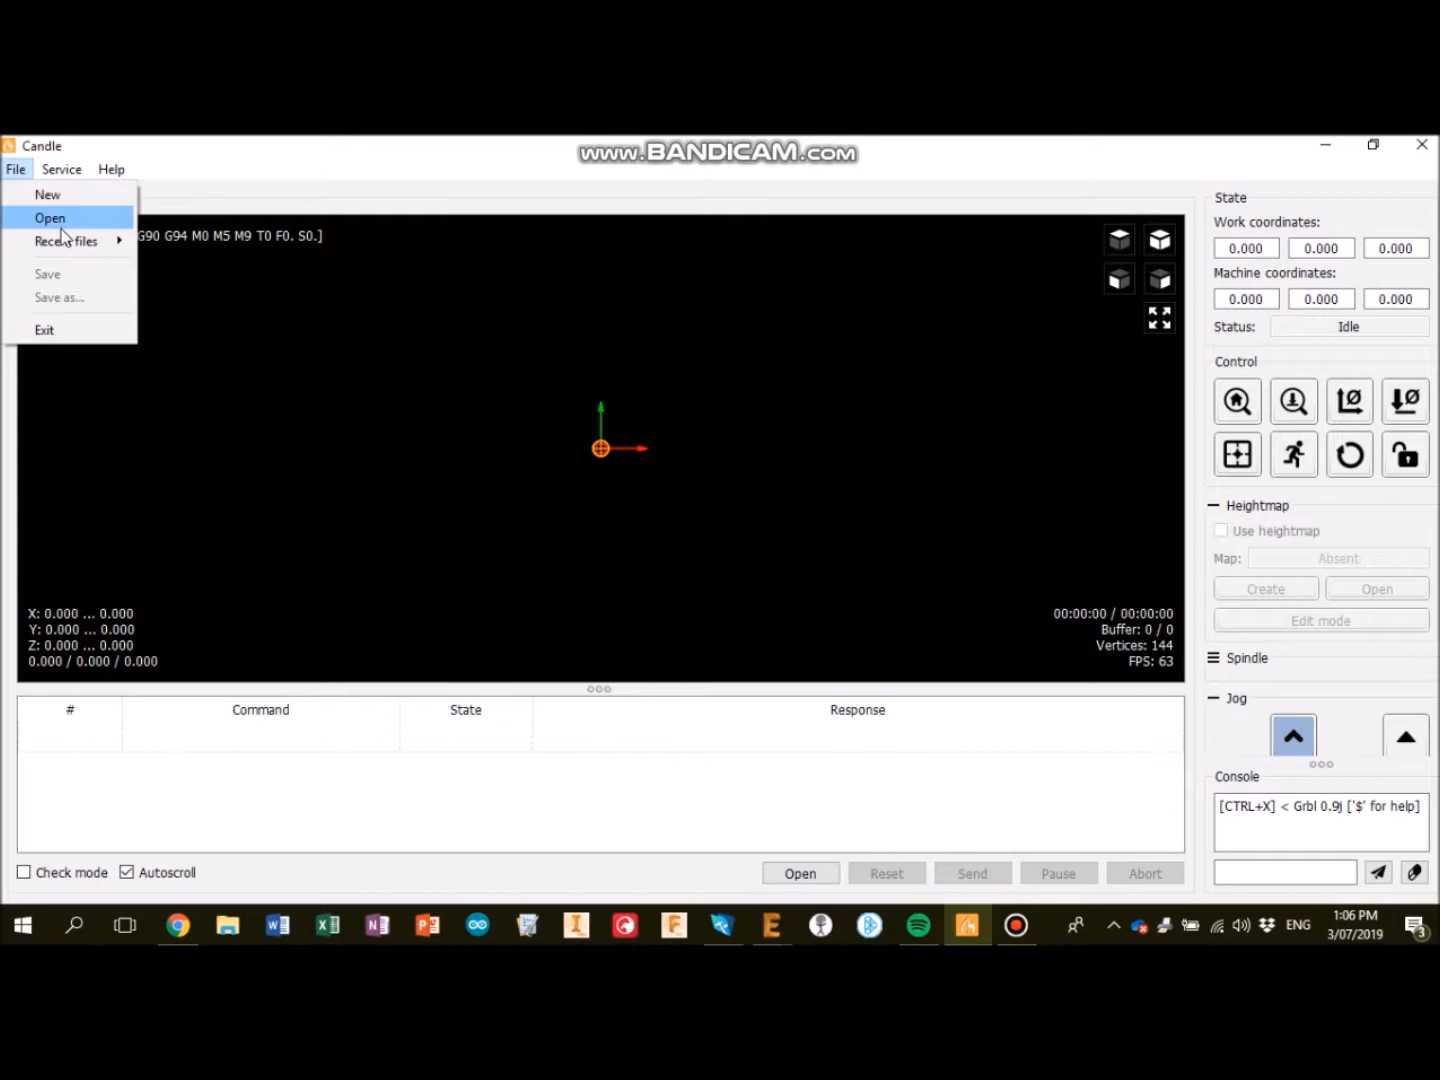 Candle
www.BANDICAM.com
File Service Help
New
Open
Recent files
Save
Save as...
Exit
G90 G94 M0 M5 M9 T0 F0. S0.]
X: 0.000 ... 0.000
Y: 0.000 ... 0.000
Z: 0.000 ... 0.000
0.000 / 0.000 / 0.000
00:00:00 / 00:00:00
Buffer: 0 / 0
Vertices: 144
FPS: 63
# Command State Response
Check mode Autoscroll
Open Reset Send Pause Abort
State
Work coordinates:
0.000 0.000 0.000
Machine coordinates:
0.000 0.000 0.000
Status: Idle
Control
Heightmap
Use heightmap
Map: Absent
Create Open
Edit mode
Spindle
Jog
Console
[CTRL+X] < Grbl 0.9j ['$' for help]
ENG
1:06 PM
3/07/2019
3